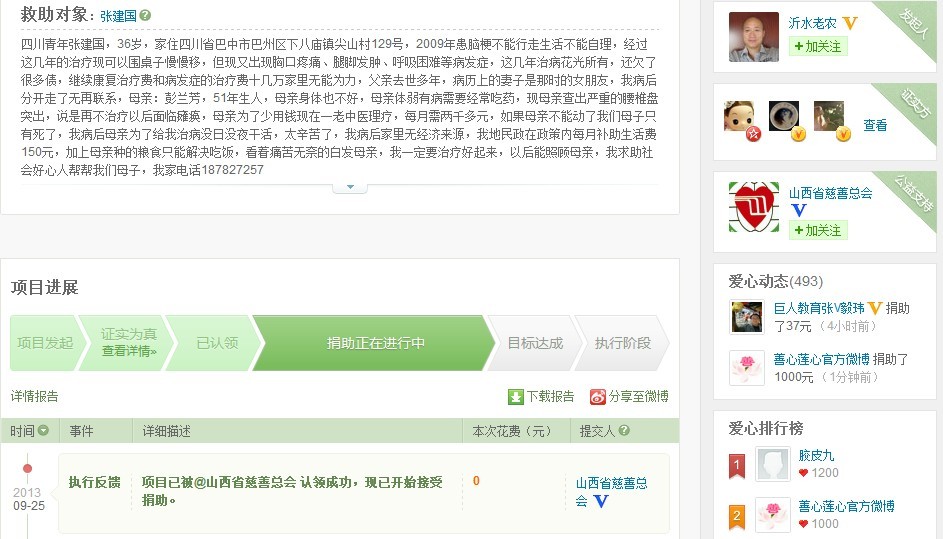 救助对象：张建国
四川青年张建国，36岁，家住四川省巴中市巴州区下八庙镇尖山村129号，2009年患脑梗不能行走生活不能自理，经过
这几年的治疗现可以围桌子慢慢移，但现又出现胸口疼痛、腿脚发肿、呼吸困难等病发症，这几年治病花光所有，还欠了
很多债，继续康复治疗费和病发症的治疗费十几万家里无能为力，父亲去世多年，病历上的妻子是那时的女朋友，我病后
分开走了无再联系，母亲：彭兰芳，51年生人，母亲身体也不好，母亲体弱有病需要经常吃药，现母亲查出严重的腰椎盘
突出，说是再不治疗以后面临瘫痪，母亲为了少用钱现在一老中医理疗，每月需两千多元，如果母亲不能动了我们母子只
有死了，我病后母亲为了给我治病没日没夜干活，太辛苦了，我病后家里无经济来源，我地民政在政策内每月补助生活费
150元，加上母亲种的粮食只能解决吃饭，看着痛苦无奈的白发母亲，我一定要治疗好起来，以后能照顾母亲，我求助社
会好心人帮帮我们母子，我家电话187827257
项目进展
项目发起
证实为真
查看详情»
已认领
捐助正在进行中
目标达成
执行阶段
详情报告
下载报告
分享至微博
时间
事件
详细描述
本次花费（元）
提交人
2013
09-25
执行反馈
项目已被@山西省慈善总会 认领成功，现已开始接受
捐助。
0
山西省慈善总
会
发起人
沂水老农
+加关注
证实方
查看
公益支持
山西省慈善总会
+加关注
爱心动态(493)
巨人教育张V毅玮 捐助
了37元（4小时前）
善心莲心官方微博 捐助了
1000元（1分钟前）
爱心排行榜
1
胶皮九
1200
2
善心莲心官方微博
1000